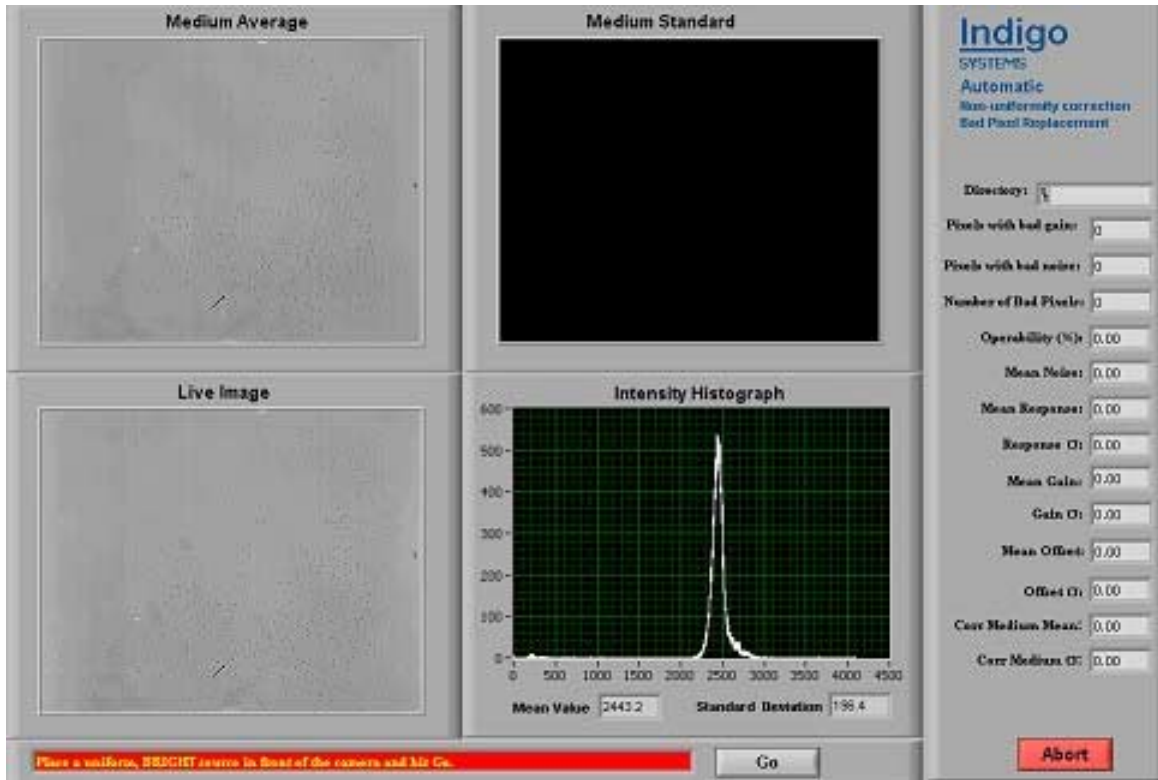 Medium Average
Medium Standard
Indigo
SYSTEMS
Automatic
Non-uniformity correction
Bad Pixel Replacement
Directory: %
Pixels with bad gain: 0
Pixels with bad noise: 0
Number of Bad Pixels: 0
Operability (%): 0.00
Mean Noise: 0.00
Mean Response: 0.00
Response σ: 0.00
Mean Gain: 0.00
Gain σ: 0.00
Mean Offset: 0.00
Offset σ: 0.00
Corr Medium Mean: 0.00
Corr Medium σ: 0.00
Live Image
Intensity Histograph
600
500
400
300
200
100
0
0 500 1000 1500 2000 2500 3000 3500 4000 4500
Mean Value 2443.2 Standard Deviation 196.4
Place a uniform, BRIGHT source in front of the camera and hit Go.
Go
Abort